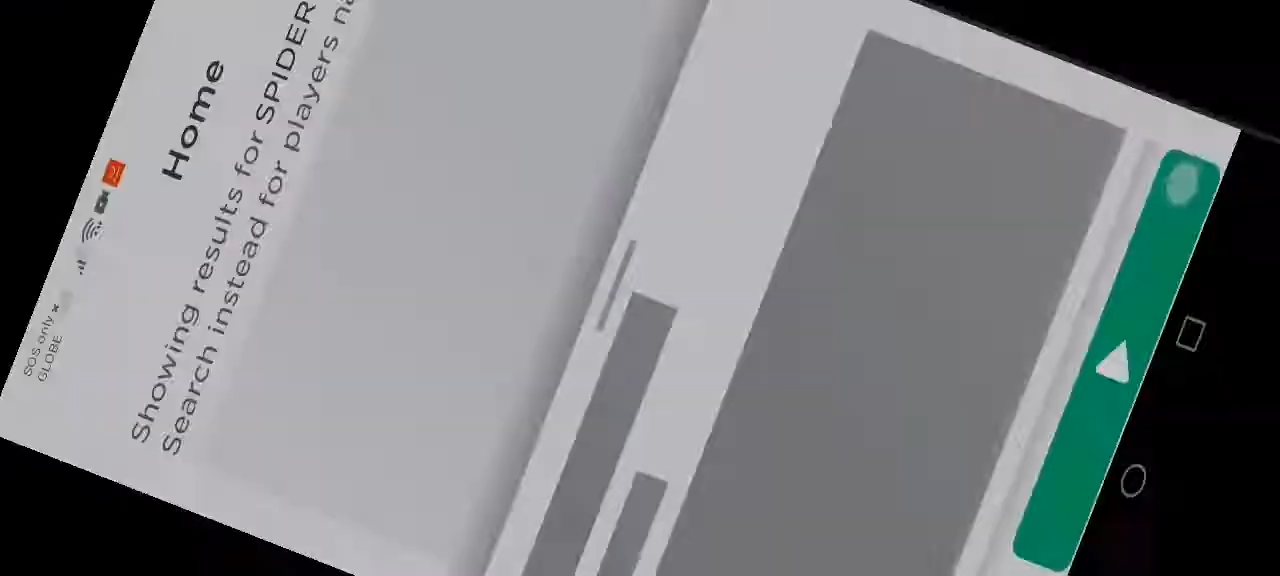 SOS only
GLOBE
Home
Showing results for SPIDER
Search instead for players